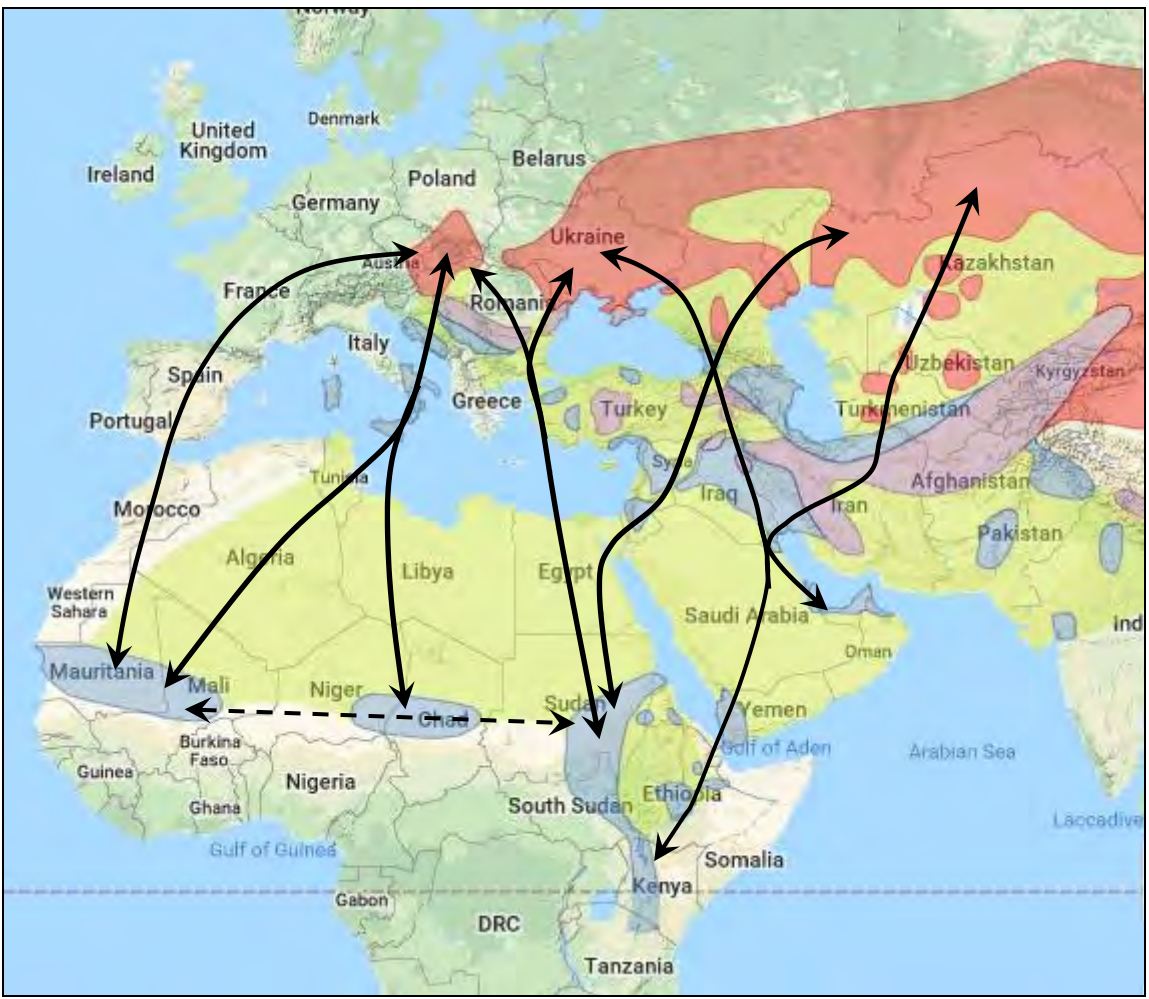 Norway
Denmark
United
Kingdom
Ireland
Belarus
Poland
Germany
Ukraine
Austria
France
Kazakhstan
Romania
Italy
Uzbekistan
Kyrgyzstan
Spain
Greece
Turkey
Turkmenistan
Portugal
Syria
Tunisia
Afghanistan
Iraq
Iran
Morocco
Pakistan
Algeria
Libya
Egypt
Western
Sahara
Saudi Arabia
Ind
Oman
Mauritania
Mali
Niger
Sudan
Chad
Yemen
Burkina
Faso
Gulf of Aden
Arabian Sea
Guinea
Nigeria
Ethiopia
Ghana
South Sudan
Laccadive
Gulf of Guinea
Somalia
Kenya
Gabon
DRC
Tanzania